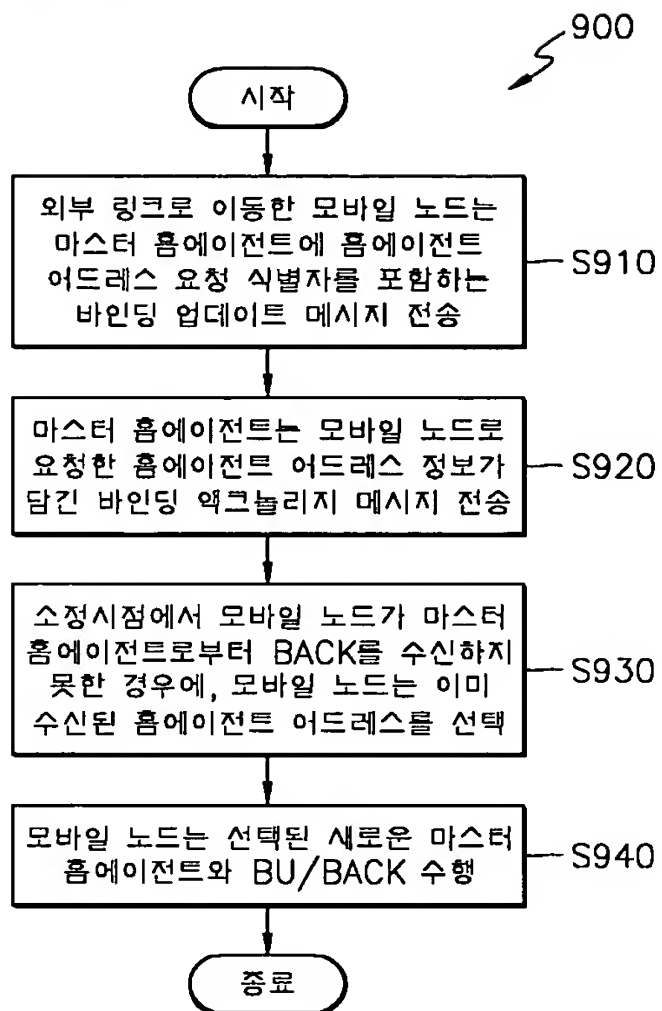 900
시작
외부 링크로 이동한 모바일 노드는
마스터 홈에이전트에 홈에이전트
어드레스 요청 식별자를 포함하는
바인딩 업데이트 메시지 전송
S910
마스터 홈에이전트는 모바일 노드로
요청한 홈에이전트 어드레스 정보가
담긴 바인딩 액크놀리지 메시지 전송
S920
소정시점에서 모바일 노드가 마스터
홈에이전트로부터 BACK를 수신하지
못한 경우에, 모바일 노드는 이미
수신된 홈에이전트 어드레스를 선택
S930
모바일 노드는 선택된 새로운 마스터
홈에이전트와 BU/BACK 수행
S940
종료